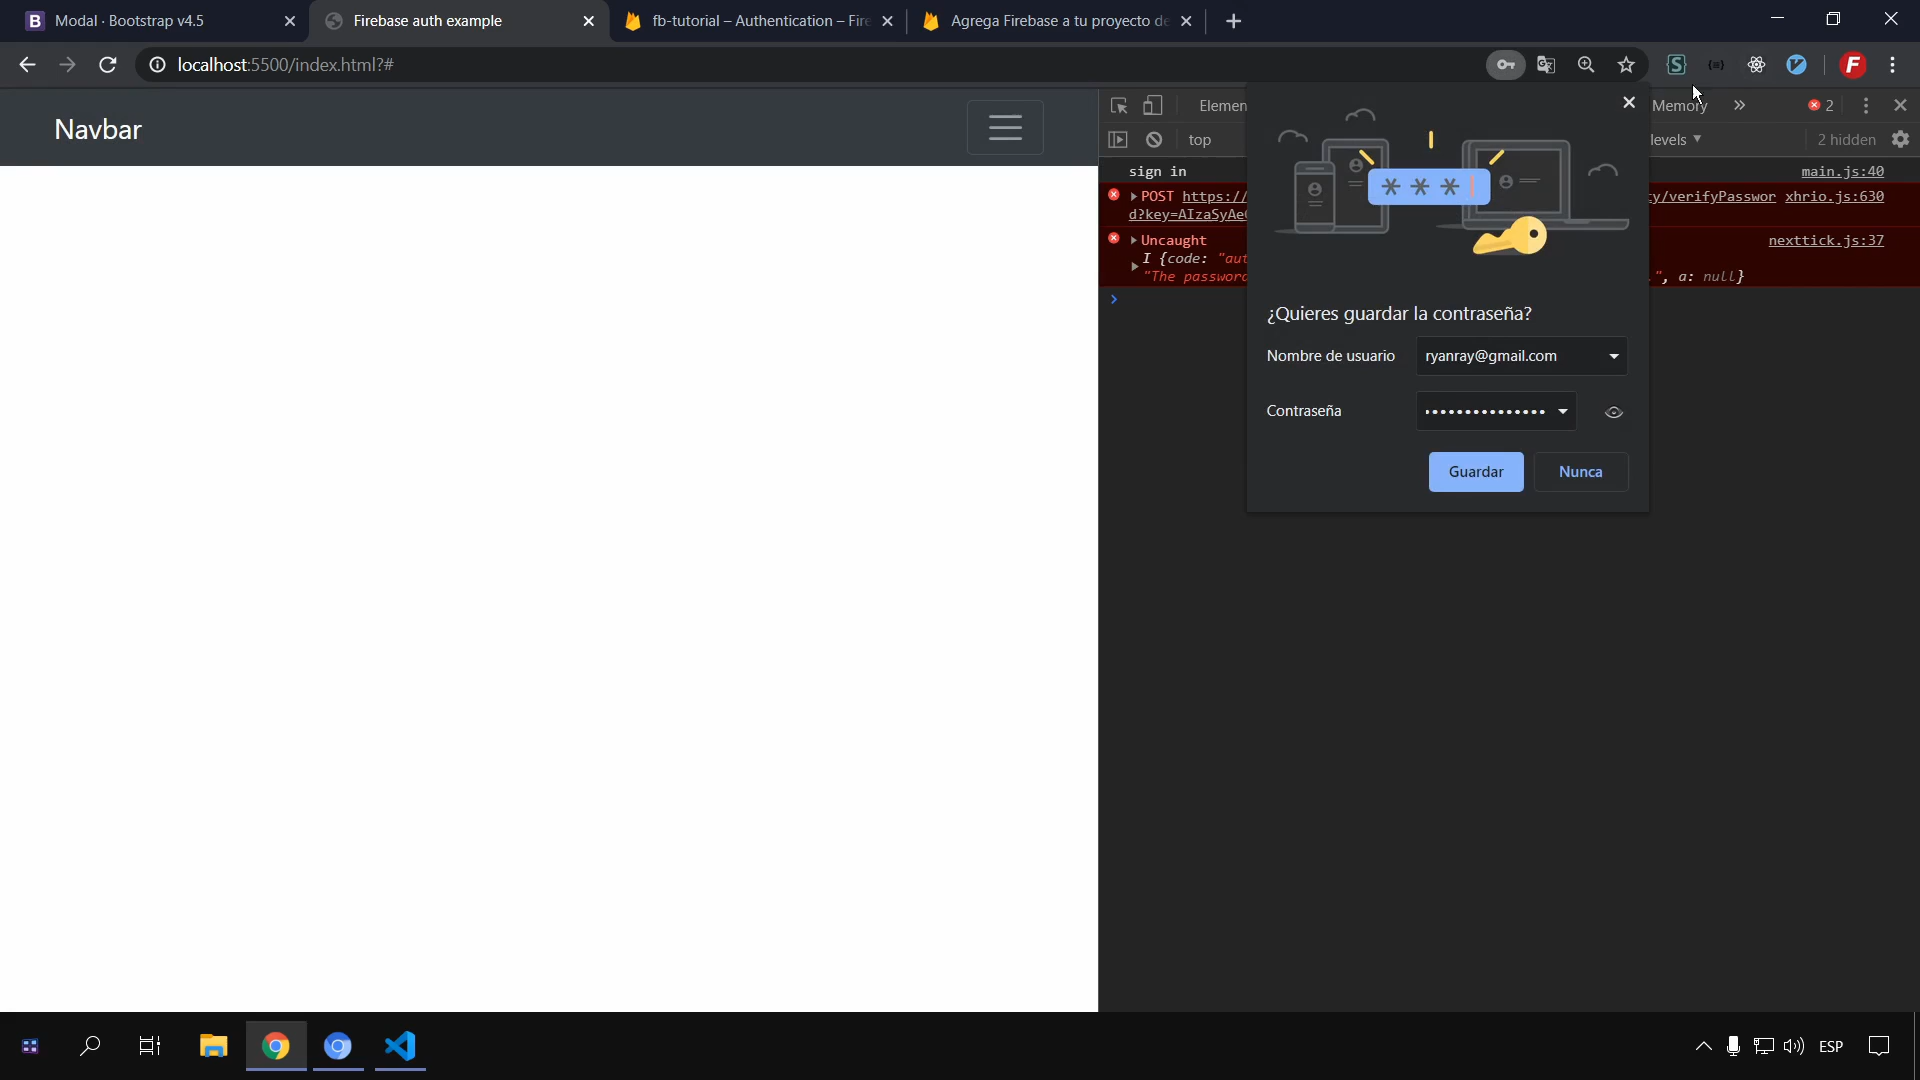 Modal · Bootstrap v4.5
Firebase auth example
fb-tutorial – Authentication – Fire
Agrega Firebase a tu proyecto de
localhost:5500/index.html?#
Navbar
Elemen
Memory
2
top
levels
2 hidden
sign in
main.js:40
POST https://
y/verifyPasswor
xhrio.js:630
d?key=AIzaSyAe
Uncaught
nexttick.js:37
I {code: "aut
"The password
", a: null}
¿Quieres guardar la contraseña?
Nombre de usuario
ryanray@gmail.com
Contraseña
•••••••••••••••
Guardar
Nunca
ESP